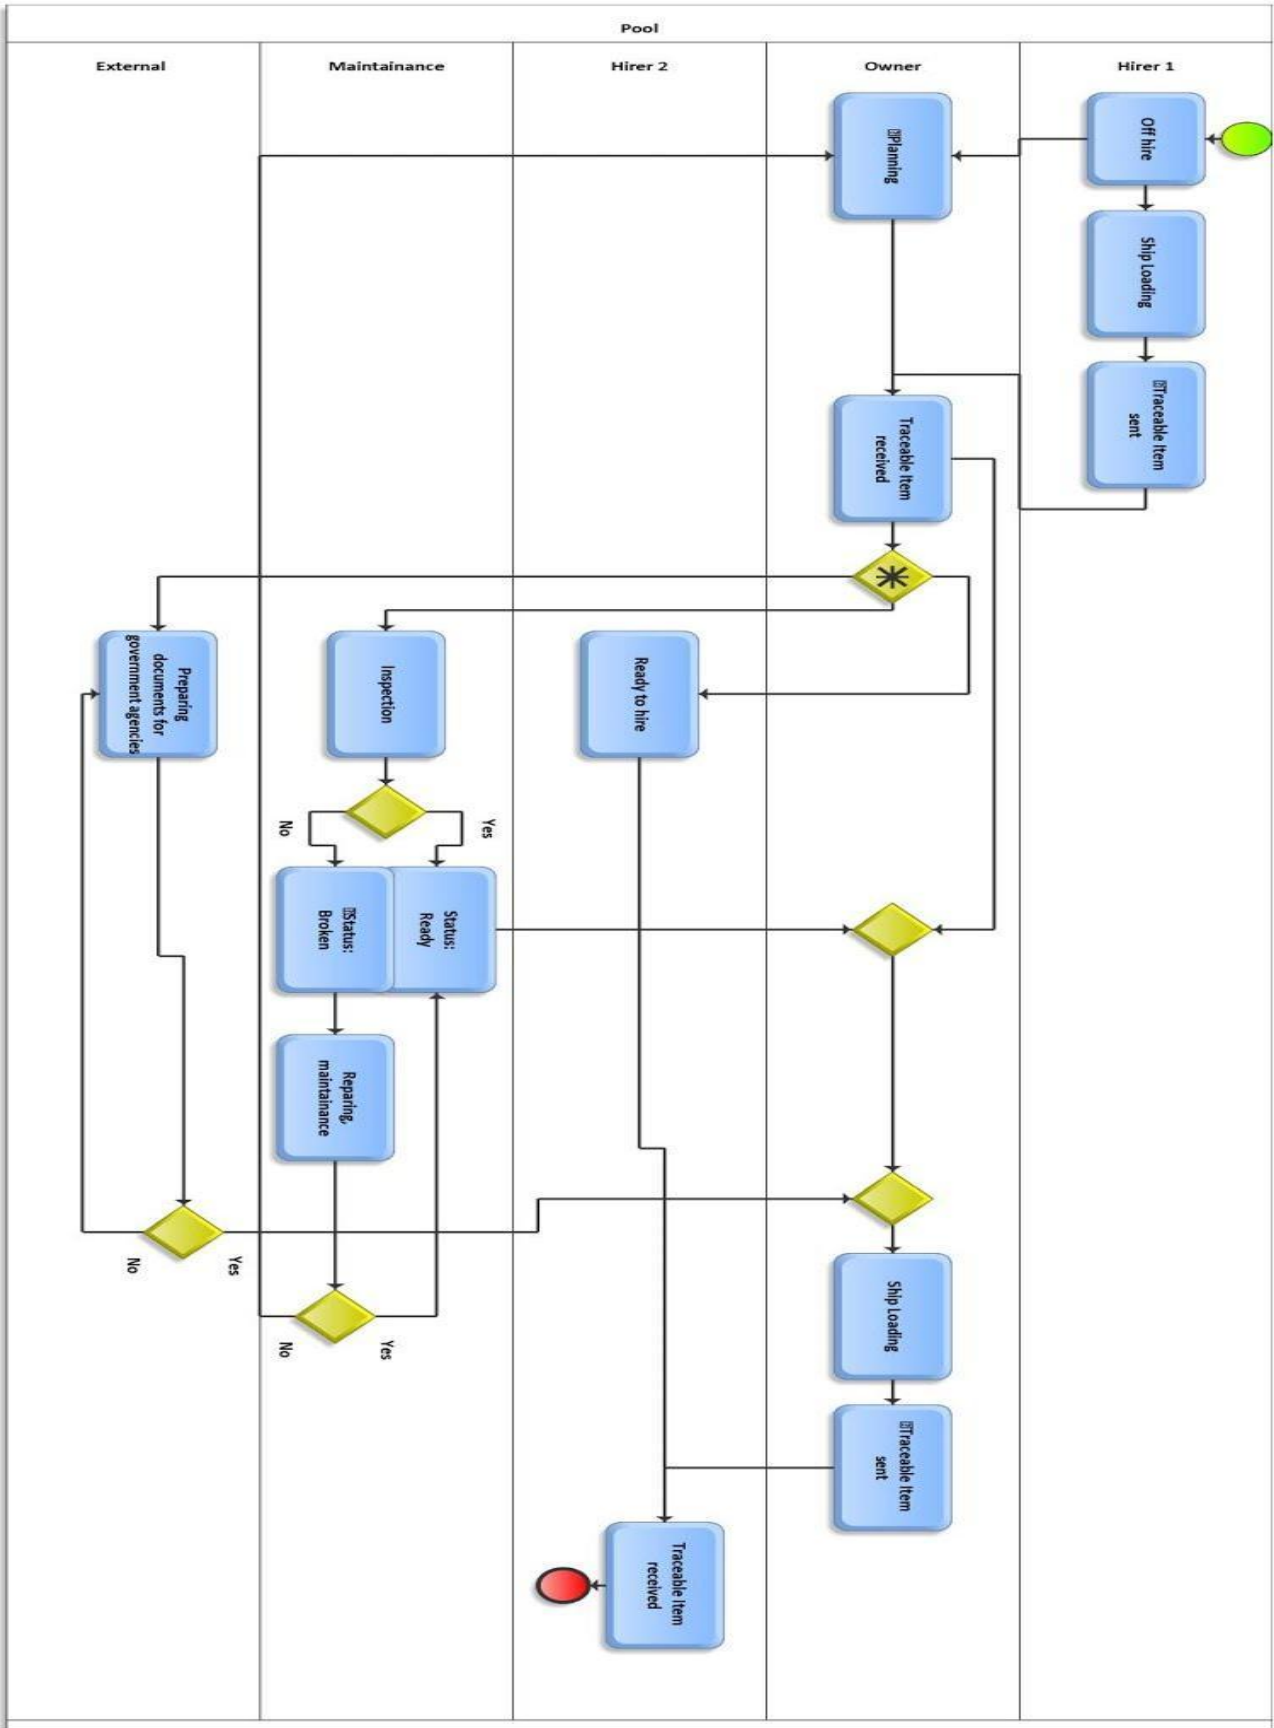 Pool
External
Maintainance
Hirer 2
Owner
Hirer 1
Off hire
Ship Loading
Traceable Item
sent
Planning
Traceable Item
received
Ready to hire
Inspection
Preparing
documents for
government agencies
Yes
No
Status:
Ready
Status:
Broken
Reparing,
maintainance
Yes
No
Yes
No
Ship Loading
Traceable Item
sent
Traceable Item
received